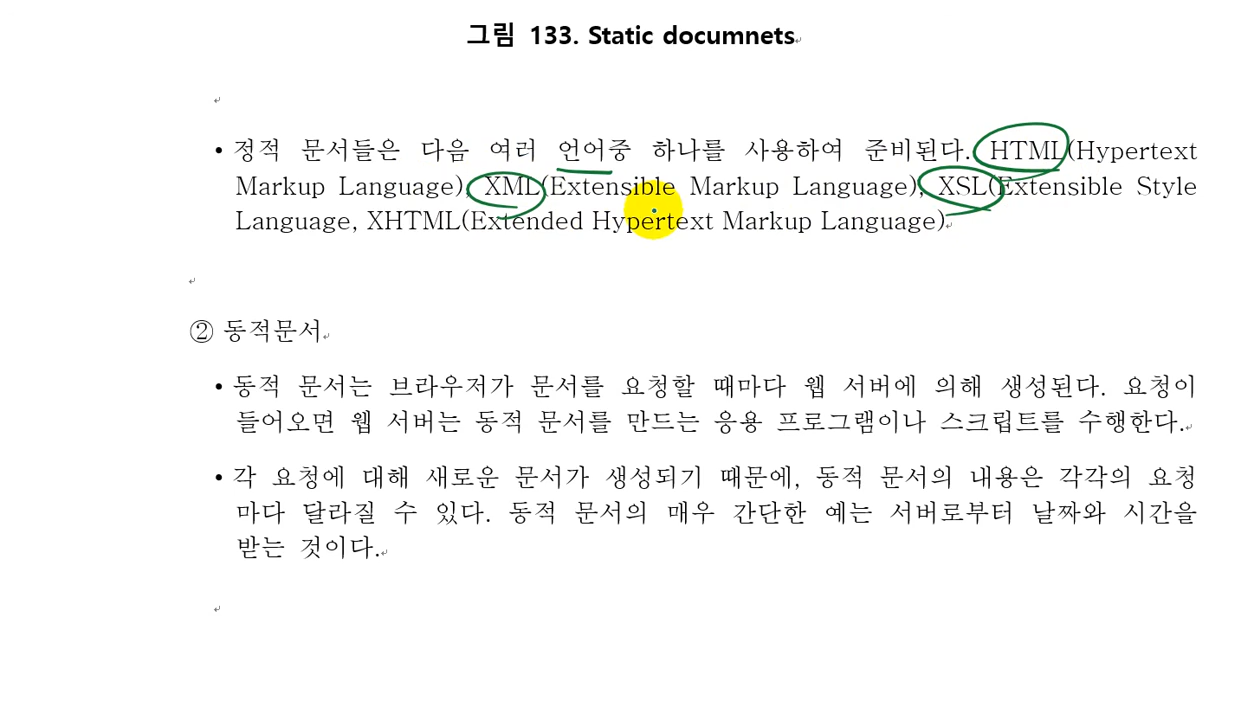 그림 133. Static documnets
• 정적 문서들은 다음 여러 언어중 하나를 사용하여 준비된다. HTML(Hypertext
Markup Language), XML(Extensible Markup Language), XSL(Extensible Style
Language, XHTML(Extended Hypertext Markup Language)
② 동적문서
• 동적 문서는 브라우저가 문서를 요청할 때마다 웹 서버에 의해 생성된다. 요청이
들어오면 웹 서버는 동적 문서를 만드는 응용 프로그램이나 스크립트를 수행한다.
• 각 요청에 대해 새로운 문서가 생성되기 때문에, 동적 문서의 내용은 각각의 요청
마다 달라질 수 있다. 동적 문서의 매우 간단한 예는 서버로부터 날짜와 시간을
받는 것이다.